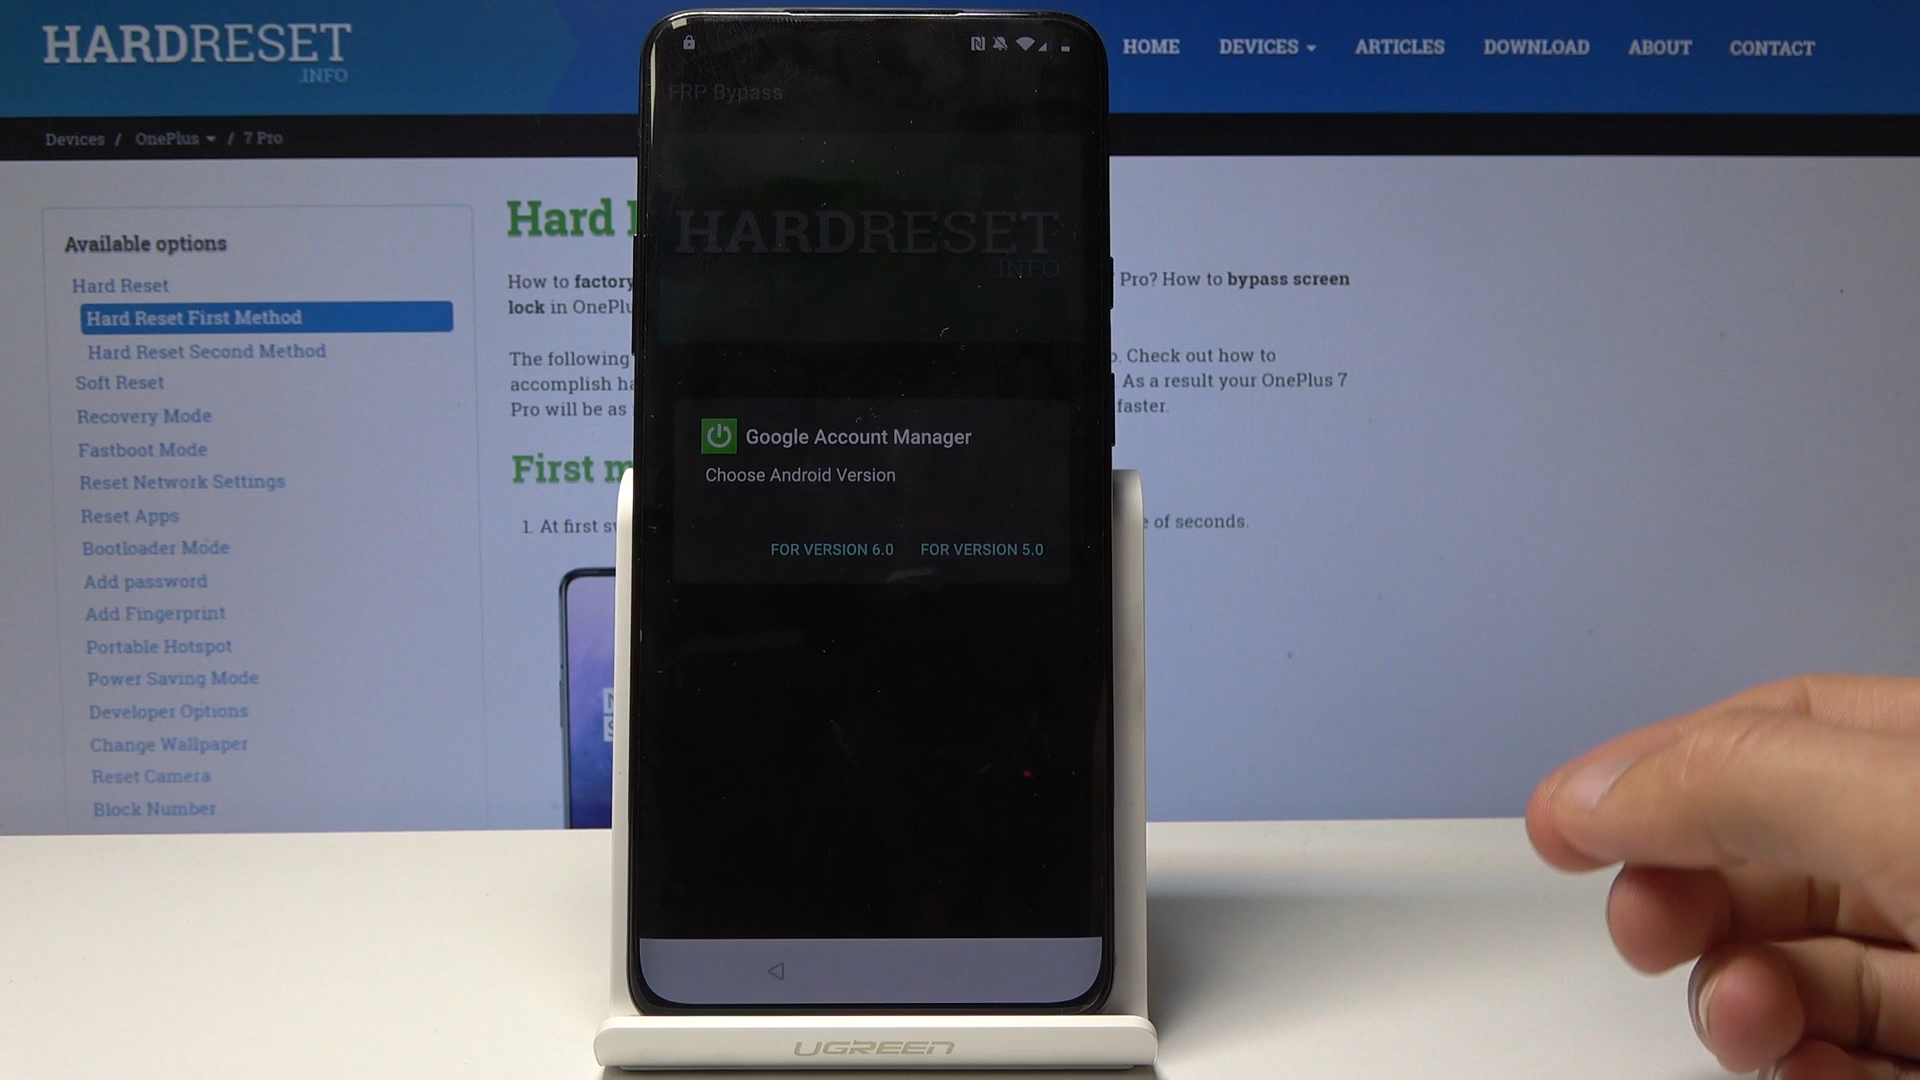 HARDRESET
.INFO
HOME DEVICES ARTICLES DOWNLOAD ABOUT CONTACT
Devices / OnePlus / 7 Pro
Available options
Hard Reset
Hard Reset First Method
Hard Reset Second Method
Soft Reset
Recovery Mode
Fastboot Mode
Reset Network Settings
Reset Apps
Bootloader Mode
Add password
Add Fingerprint
Portable Hotspot
Power Saving Mode
Developer Options
Change Wallpaper
Reset Camera
Block Number
Hard
How to factory Pro? How to bypass screen
lock in OnePlu
The following . Check out how to
accomplish ha As a result your OnePlus 7
Pro will be as faster.
First m
1. At first sw e of seconds.
FRP Bypass
HARDRESET
.INFO
Google Account Manager
Choose Android Version
FOR VERSION 6.0 FOR VERSION 5.0
UGREEN